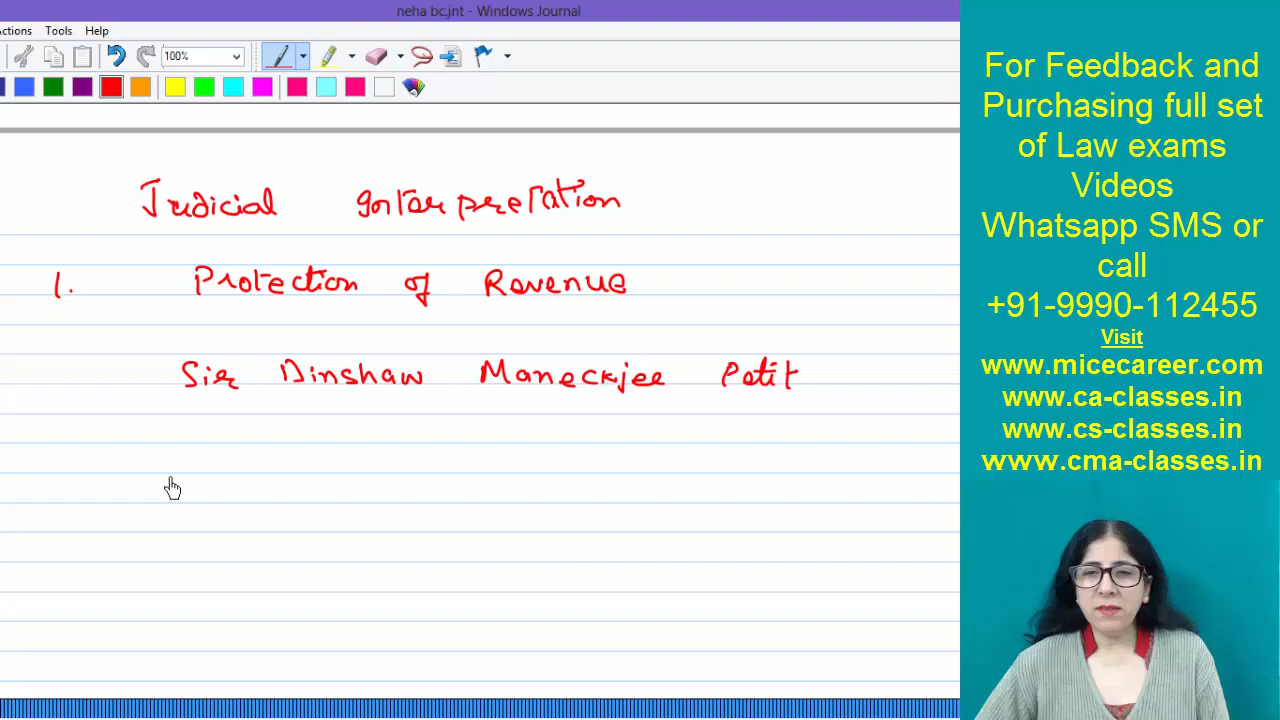 neha bc.jnt - Windows Journal
Actions Tools Help
100%
Judicial Interpretation
1. Protection of Revenue
Sir Dinshaw Maneckjee Petit
For Feedback and
Purchasing full set
of Law exams
Videos
Whatsapp SMS or
call
+91-9990-112455
Visit
www.micecareer.com
www.ca-classes.in
www.cs-classes.in
www.cma-classes.in